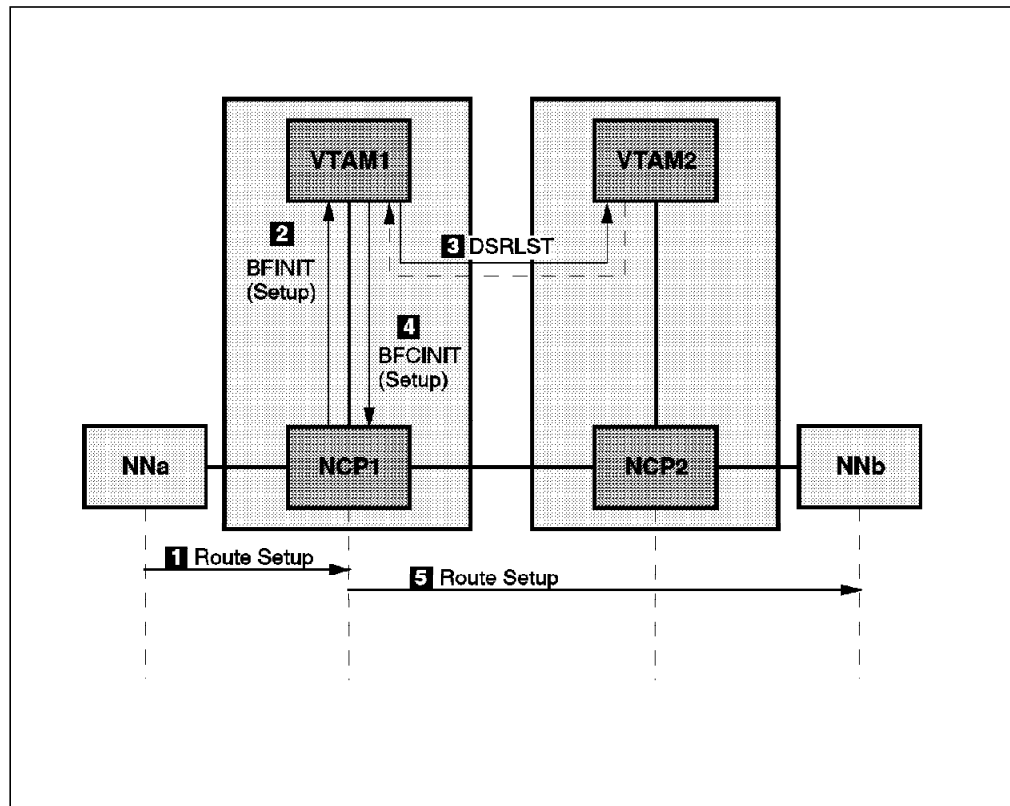 VTAM1
VTAM2
2
BFINIT
(Setup)
3 DSRLST
4
BFCINIT
(Setup)
NNa
NCP1
NCP2
NNb
1 Route Setup
5 Route Setup